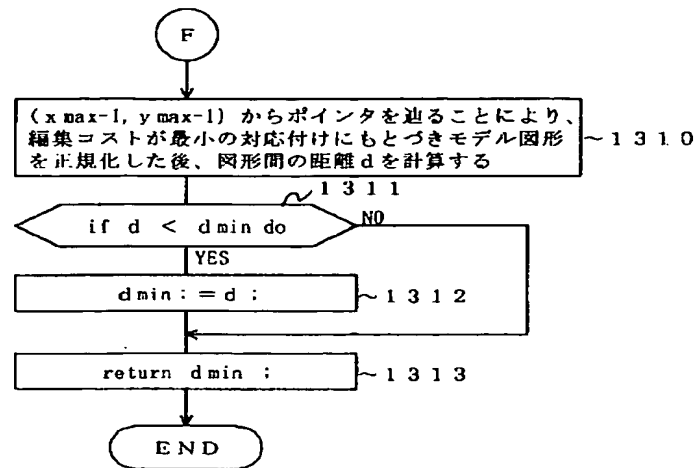 F
(xmax-1, ymax-1) からポインタを辿ることにより、
編集コストが最小の対応付けにもとづきモデル図形 ~1310
を正規化した後、図形間の距離dを計算する
1311
if d < dmin do NO
YES
dmin := d ; ~1312
return dmin ; ~1313
END